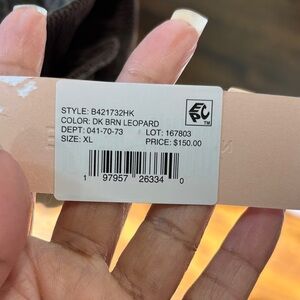 STYLE: B421732HK
COLOR: DK BRN LEOPARD
DEPT: 041-70-73 LOT: 167803
SIZE: XL PRICE: $150.00
1 97957 26334 0
TM